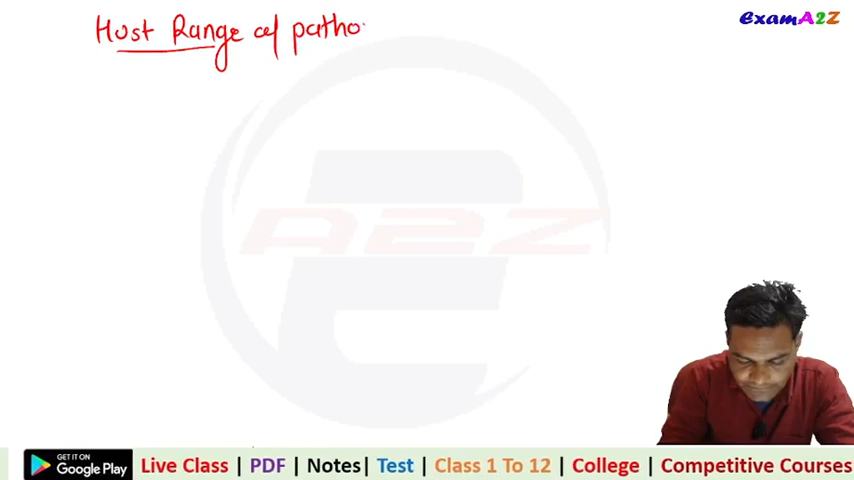 Host Range of patho
ExamA2Z
A2Z
GET IT ON
Google Play
Live Class | PDF | Notes| Test | Class 1 To 12 | College | Competitive Courses